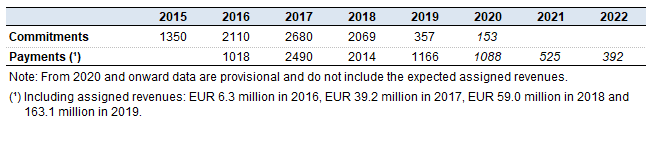 2015 2016 2017 2018 2019 2020 2021 2022
Commitments 1350 2110 2680 2069 357 153
Payments (¹) 1018 2490 2014 1166 1088 525 392
Note: From 2020 and onward data are provisional and do not include the expected assigned revenues.
(¹) Including assigned revenues: EUR 6.3 million in 2016, EUR 39.2 million in 2017, EUR 59.0 million in 2018 and
163.1 million in 2019.